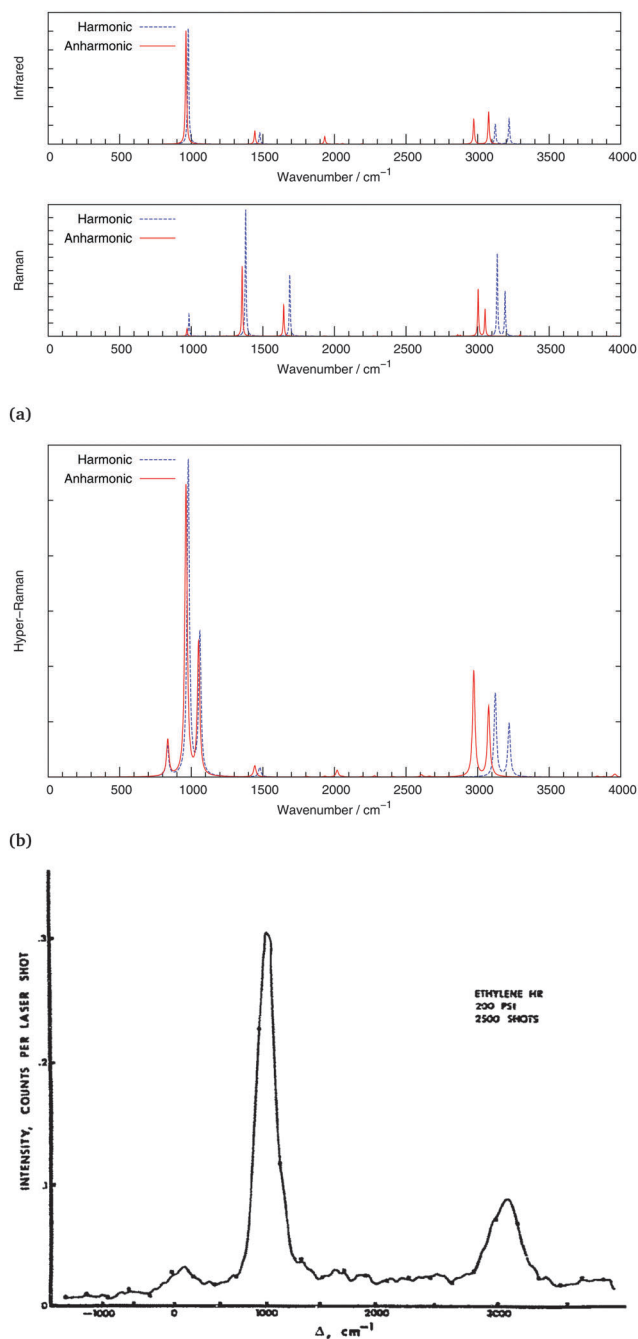 Infrared
Harmonic
Anharmonic
0 500 1000 1500 2000 2500 3000 3500 4000
Wavenumber / cm⁻¹
Raman
Harmonic
Anharmonic
0 500 1000 1500 2000 2500 3000 3500 4000
Wavenumber / cm⁻¹
(a)
Hyper−Raman
Harmonic
Anharmonic
0 500 1000 1500 2000 2500 3000 3500 4000
Wavenumber / cm⁻¹
(b)
INTENSITY, COUNTS PER LASER SHOT
.3
.2
.1
0
ETHYLENE HR
200 PSI
2500 SHOTS
−1000 0 1000 2000 3000
Δ, cm⁻¹